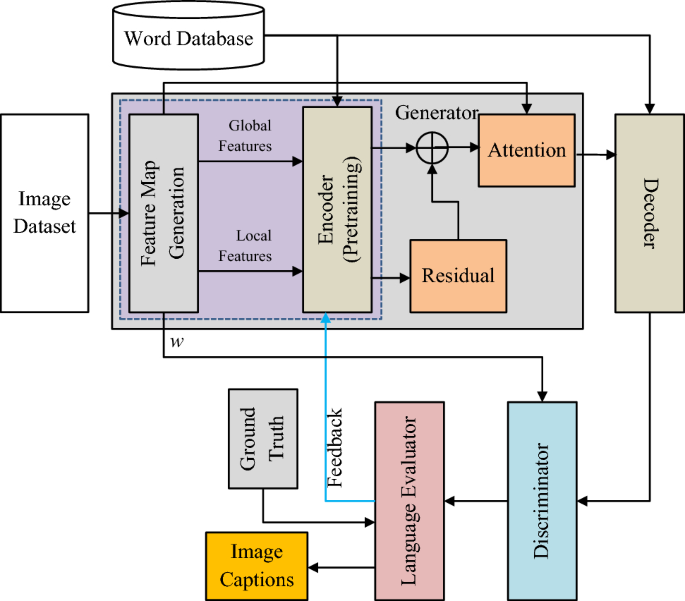 Word Database
Image
Dataset
Feature Map
Generation
Global
Features
Local
Features
Encoder
(Pretraining)
Generator
Attention
Residual
Decoder
w
Ground
Truth
Feedback
Language Evaluator
Discriminator
Image
Captions